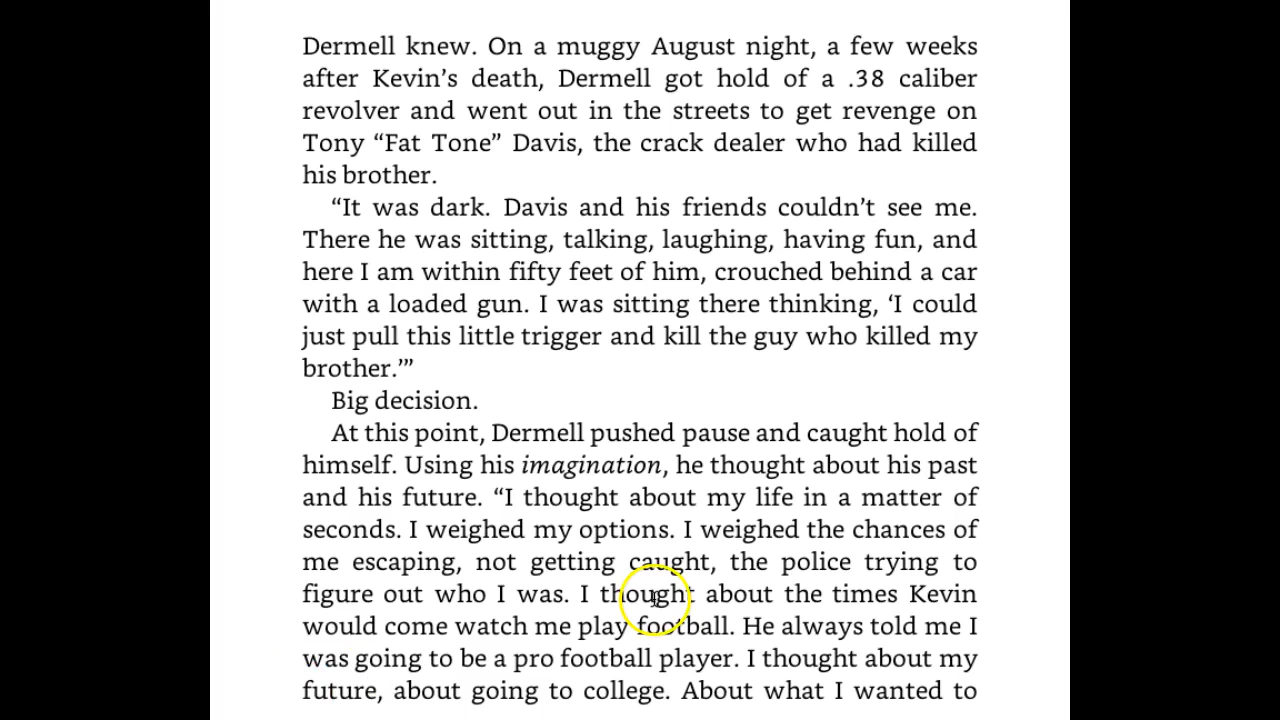 Dermell knew. On a muggy August night, a few weeks
after Kevin’s death, Dermell got hold of a .38 caliber
revolver and went out in the streets to get revenge on
Tony “Fat Tone” Davis, the crack dealer who had killed
his brother.
“It was dark. Davis and his friends couldn’t see me.
There he was sitting, talking, laughing, having fun, and
here I am within fifty feet of him, crouched behind a car
with a loaded gun. I was sitting there thinking, ‘I could
just pull this little trigger and kill the guy who killed my
brother.’”
Big decision.
At this point, Dermell pushed pause and caught hold of
himself. Using his imagination, he thought about his past
and his future. “I thought about my life in a matter of
seconds. I weighed my options. I weighed the chances of
me escaping, not getting caught, the police trying to
figure out who I was. I thought about the times Kevin
would come watch me play football. He always told me I
was going to be a pro football player. I thought about my
future, about going to college. About what I wanted to